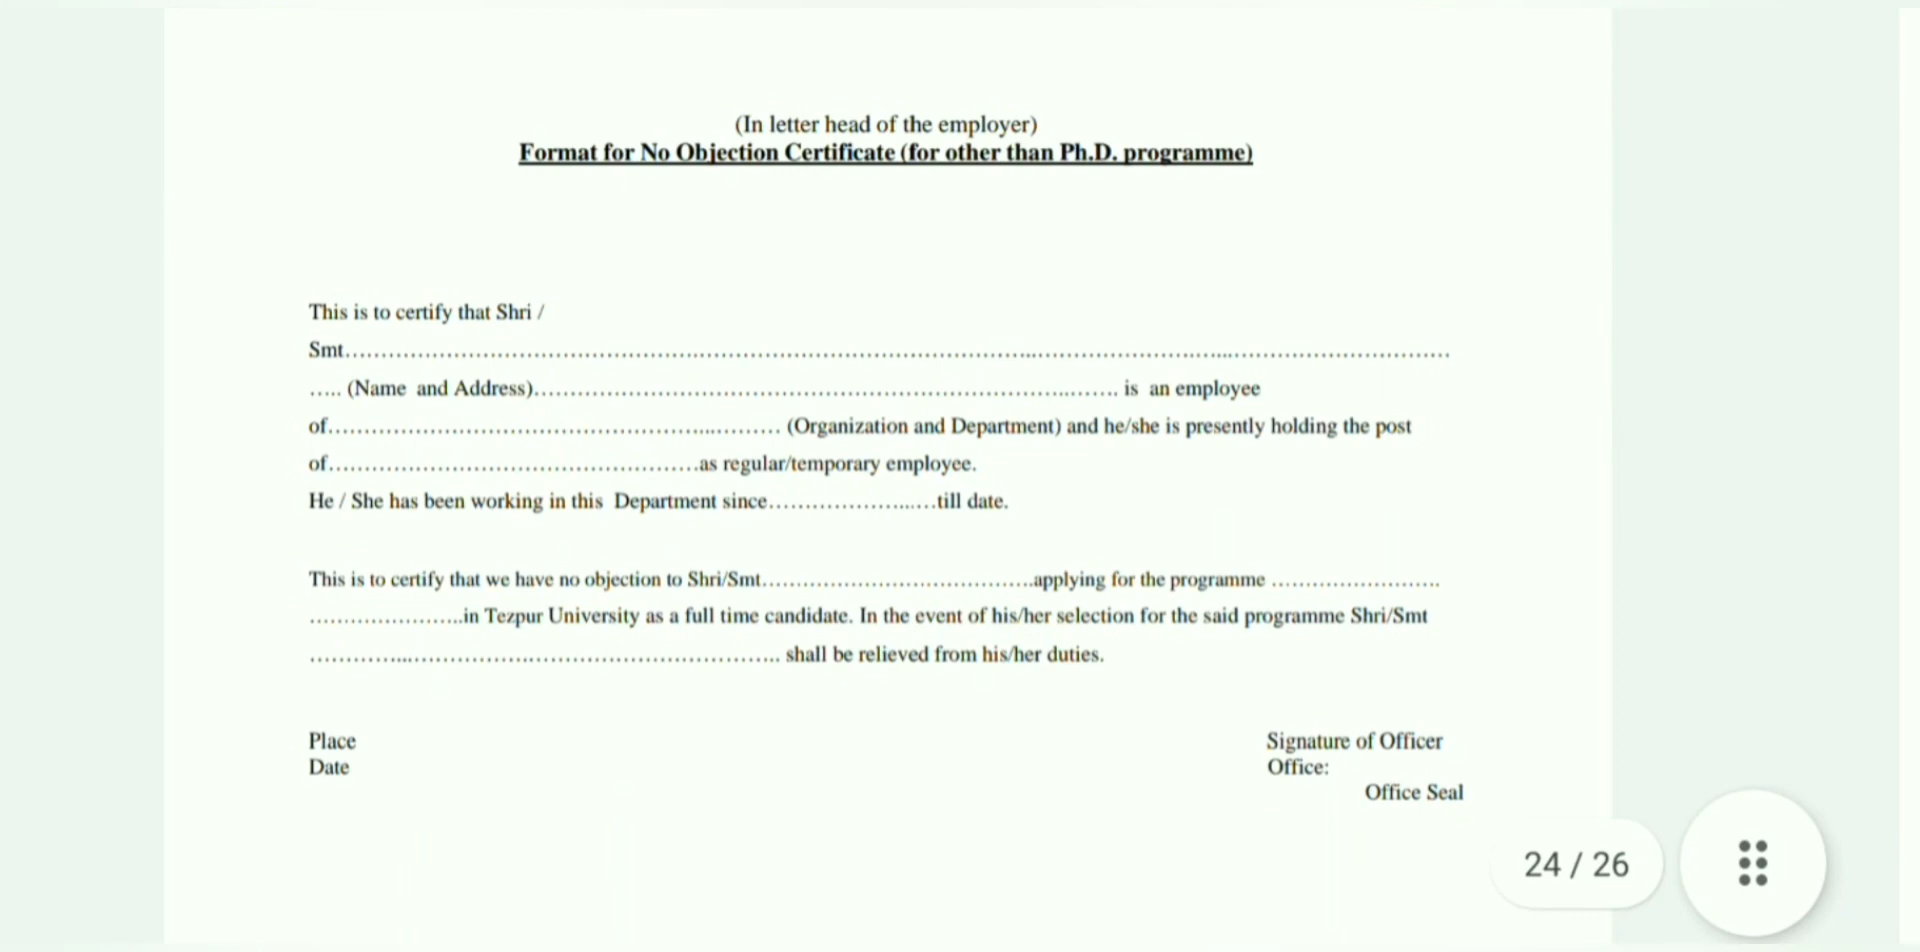 (In letter head of the employer)
Format for No Objection Certificate (for other than Ph.D. programme)
This is to certify that Shri /
Smt……………………………………………………………………………………………………………………………
….. (Name and Address)……………………………………………………………… is an employee
of……………………………………………… (Organization and Department) and he/she is presently holding the post
of………………………………………as regular/temporary employee.
He / She has been working in this Department since…………………till date.
This is to certify that we have no objection to Shri/Smt……………………………applying for the programme …………………
………………..in Tezpur University as a full time candidate. In the event of his/her selection for the said programme Shri/Smt
………………………………………………… shall be relieved from his/her duties.
Place
Signature of Officer
Date
Office:
Office Seal
24 / 26